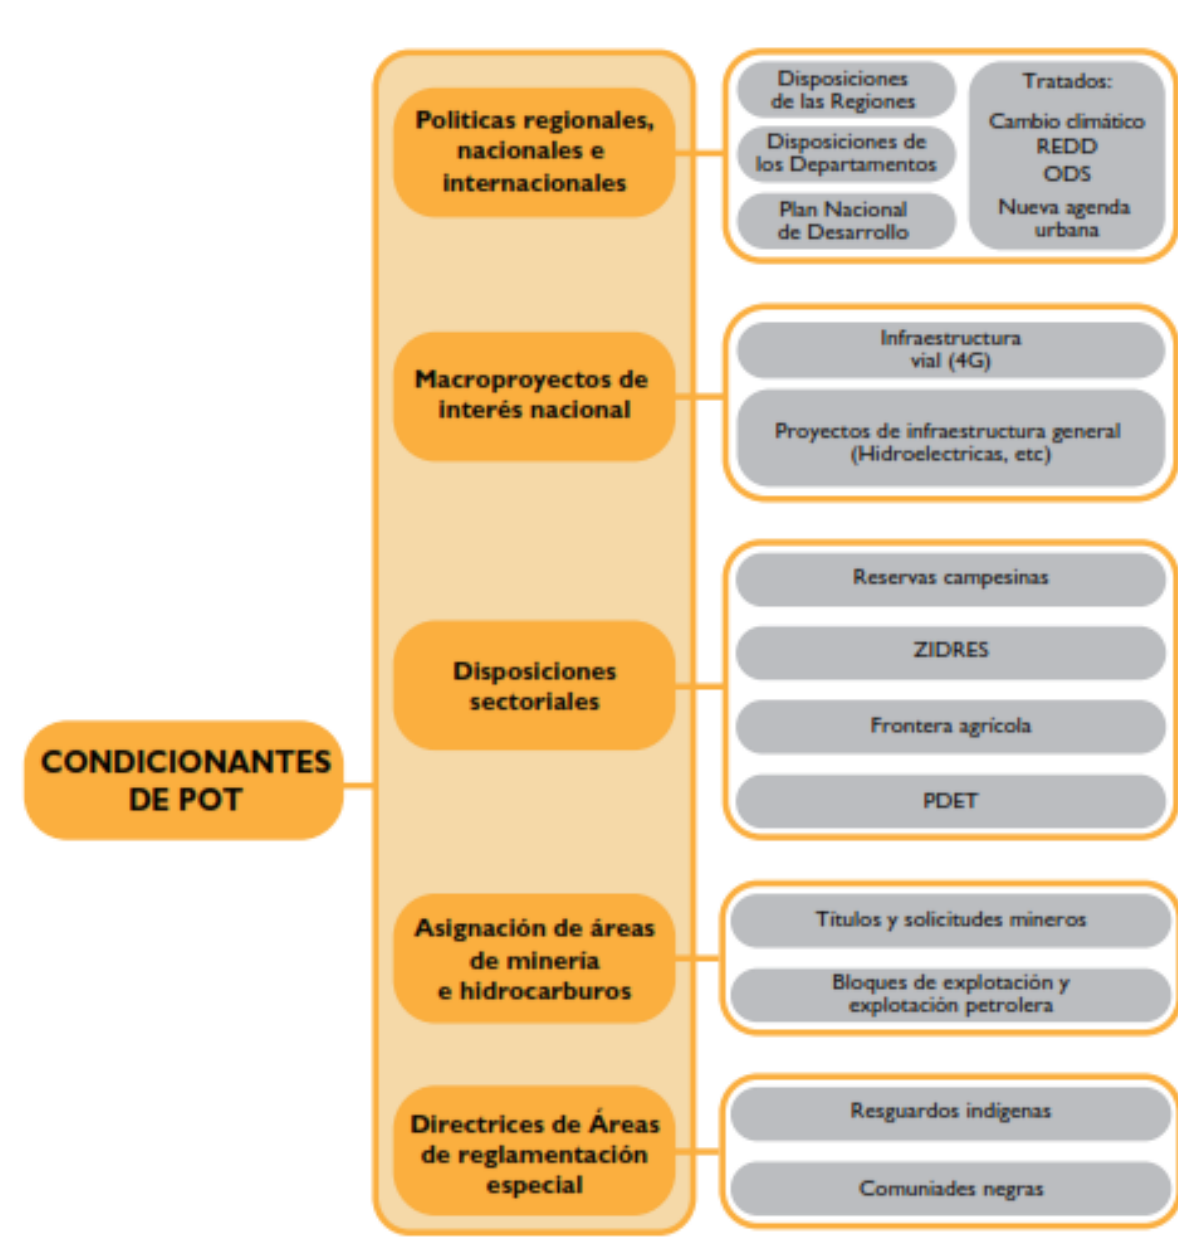 CONDICIONANTES
DE POT
Politicas regionales,
nacionales e
internacionales
Disposiciones
de las Regiones
Disposiciones de
los Departamentos
Plan Nacional
de Desarrollo
Tratados:
Cambio climático
REDD
ODS
Nueva agenda
urbana
Macroproyectos de
interés nacional
Infraestructura
vial (4G)
Proyectos de infraestructura general
(Hidroelectricas, etc)
Disposiciones
sectoriales
Reservas campesinas
ZIDRES
Frontera agrícola
PDET
Asignación de áreas
de minería
e hidrocarburos
Títulos y solicitudes mineros
Bloques de explotación y
explotación petrolera
Directrices de Áreas
de reglamentación
especial
Resguardos indígenas
Comuniades negras